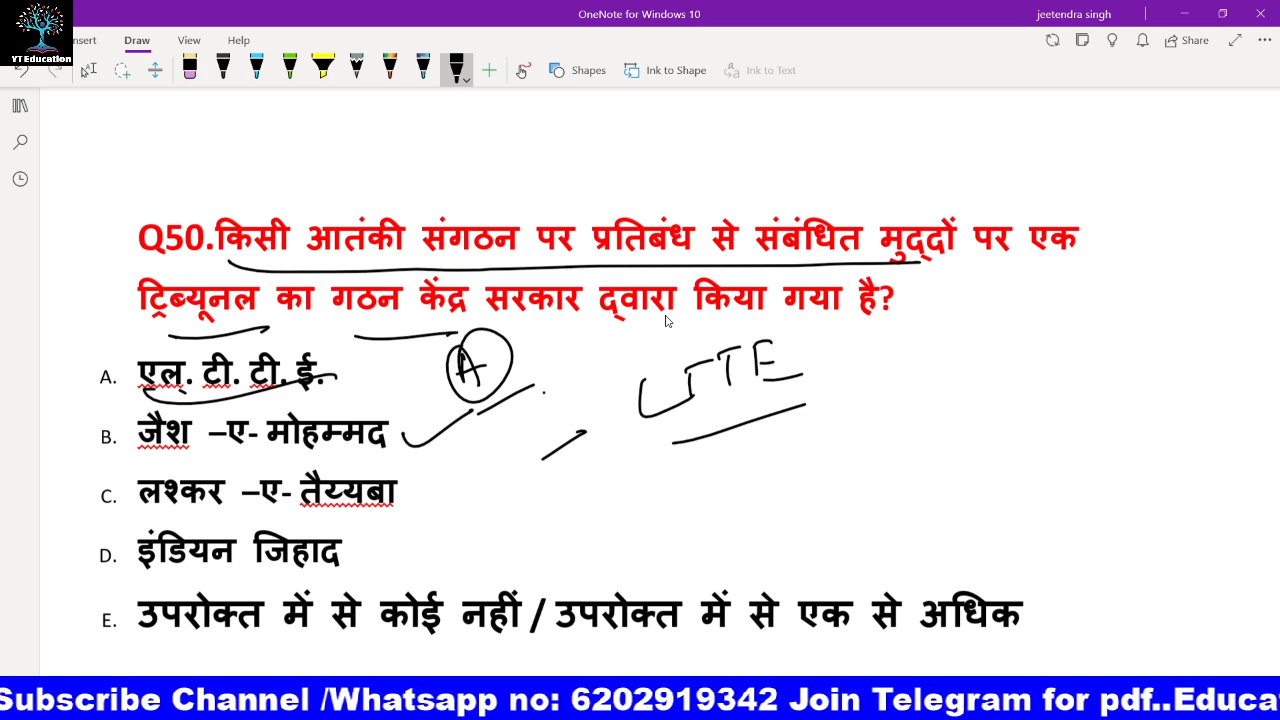 OneNote for Windows 10
jeetendra singh
YT Education
nsert Draw View Help
Share
Shapes
Ink to Shape
Ink to Text
Q50.किसी आतंकी संगठन पर प्रतिबंध से संबंधित मुद्दों पर एक
ट्रिब्यूनल का गठन केंद्र सरकार द्वारा किया गया है?
A. एल. टी. टी. ई.
A
B. जैश –ए- मोहम्मद
C. लश्कर –ए- तैय्यबा
D. इंडियन जिहाद
E. उपरोक्त में से कोई नहीं / उपरोक्त में से एक से अधिक
Subscribe Channel /Whatsapp no: 6202919342 Join Telegram for pdf..Educa